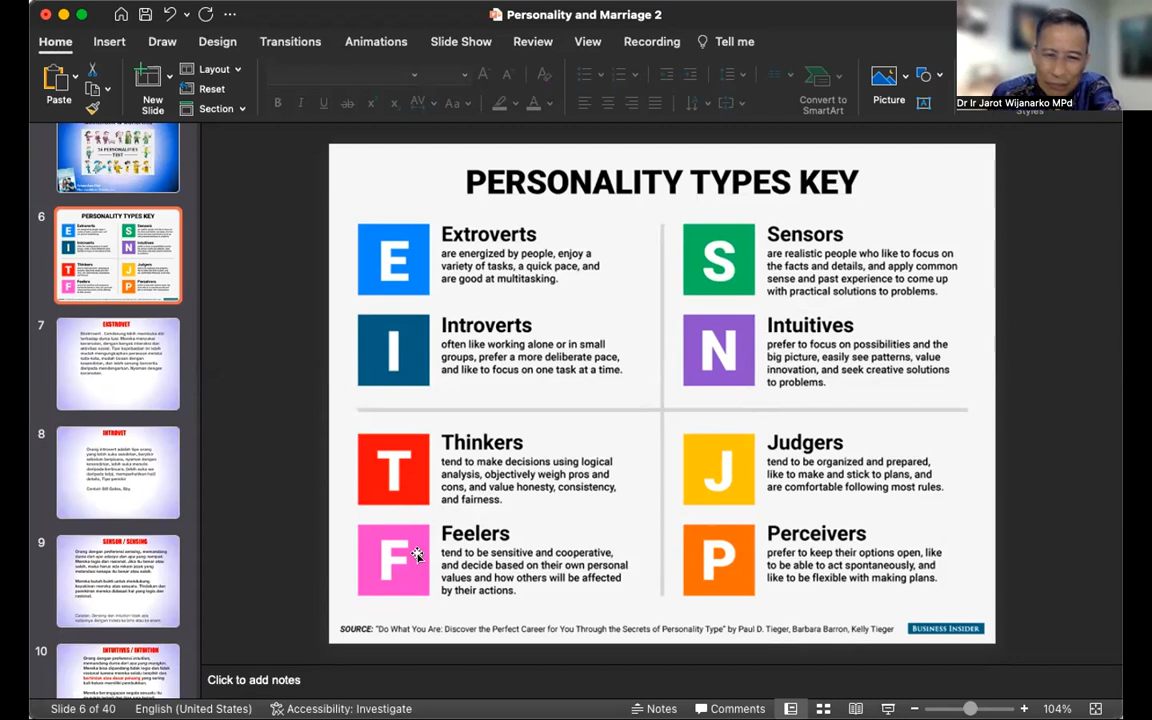 Personality and Marriage 2
Home Insert Draw Design Transitions Animations Slide Show Review View Recording Tell me
Paste
New
Slide
Layout
Reset
Section
Convert to
SmartArt
Picture
Styles
Dr Ir Jarot Wijanarko MPd
6
7
8
9
10
PERSONALITY TYPES KEY
EKSTROVET
INTROVET
SENSOR / SENSING
INTUITIVES / INTUITION
PERSONALITY TYPES KEY
E
Extroverts
are energized by people, enjoy a
variety of tasks, a quick pace, and
are good at multitasking.
S
Sensors
are realistic people who like to focus on
the facts and details, and apply common
sense and past experience to come up
with practical solutions to problems.
I
Introverts
often like working alone or in small
groups, prefer a more deliberate pace,
and like to focus on one task at a time.
N
Intuitives
prefer to focus on possibilities and the
big picture, easily see patterns, value
innovation, and seek creative solutions
to problems.
T
Thinkers
tend to make decisions using logical
analysis, objectively weigh pros and
cons, and value honesty, consistency,
and fairness.
J
Judgers
tend to be organized and prepared,
like to make and stick to plans, and
are comfortable following most rules.
F
Feelers
tend to be sensitive and cooperative,
and decide based on their own personal
values and how others will be affected
by their actions.
P
Perceivers
prefer to keep their options open, like
to be able to act spontaneously, and
like to be flexible with making plans.
SOURCE: "Do What You Are: Discover the Perfect Career for You Through the Secrets of Personality Type" by Paul D. Tieger, Barbara Barron, Kelly Tieger
BUSINESS INSIDER
Click to add notes
Slide 6 of 40 English (United States) Accessibility: Investigate Notes Comments 104%